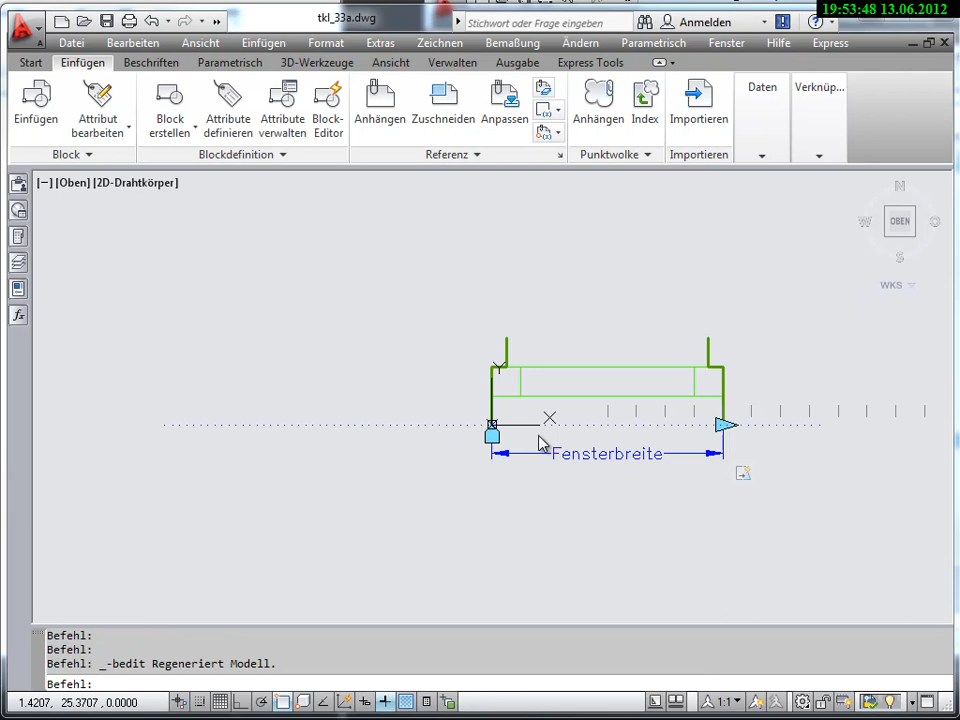 19:53:48 13.06.2012
tkl_33a.dwg
Stichwort oder Frage eingeben
Anmelden
Datei Bearbeiten Ansicht Einfügen Format Extras Zeichnen Bemaßung Ändern Parametrisch Fenster Hilfe Express
Start Einfügen Beschriften Parametrisch 3D-Werkzeuge Ansicht Verwalten Ausgabe Express Tools
Einfügen
Attribut bearbeiten
Block erstellen
Attribute definieren
Attribute verwalten
Block-Editor
Anhängen
Zuschneiden
Anpassen
Anhängen
Index
Importieren
Daten
Verknüp...
Block
Blockdefinition
Referenz
Punktwolke
Importieren
[−] [Oben] [2D-Drahtkörper]
N
W
OBEN
O
S
WKS
Y
X
Fensterbreite
Befehl:
Befehl:
Befehl: _-bedit Regeneriert Modell.
Befehl:
1.4207, 25.3707 , 0.0000
1:1